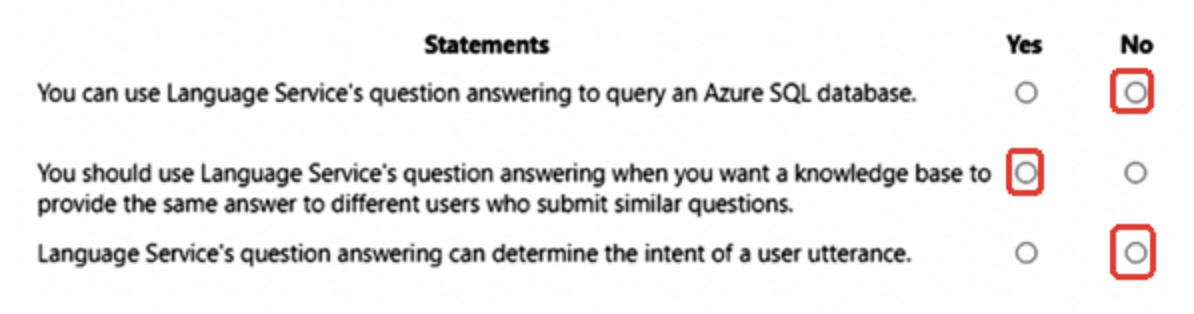 Statements Yes No
You can use Language Service's question answering to query an Azure SQL database.
You should use Language Service's question answering when you want a knowledge base to
provide the same answer to different users who submit similar questions.
Language Service's question answering can determine the intent of a user utterance.